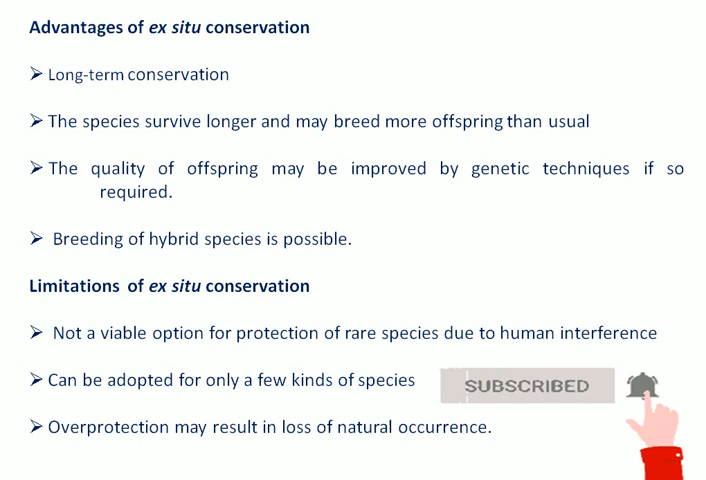 Advantages of ex situ conservation
➢ Long-term conservation
➢ The species survive longer and may breed more offspring than usual
➢ The quality of offspring may be improved by genetic techniques if so
required.
➢ Breeding of hybrid species is possible.
Limitations of ex situ conservation
➢ Not a viable option for protection of rare species due to human interference
➢ Can be adopted for only a few kinds of species
SUBSCRIBED
➢ Overprotection may result in loss of natural occurrence.